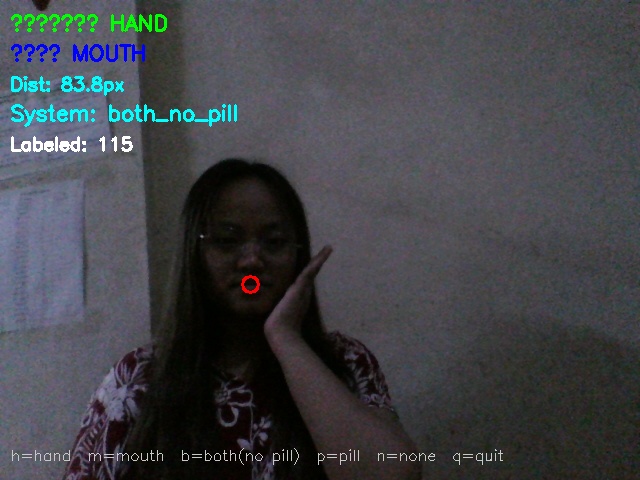 ??????? HAND
???? MOUTH
Dist: 83.8px
System: both_no_pill
Labeled: 115
h=hand m=mouth b=both(no pill) p=pill n=none q=quit